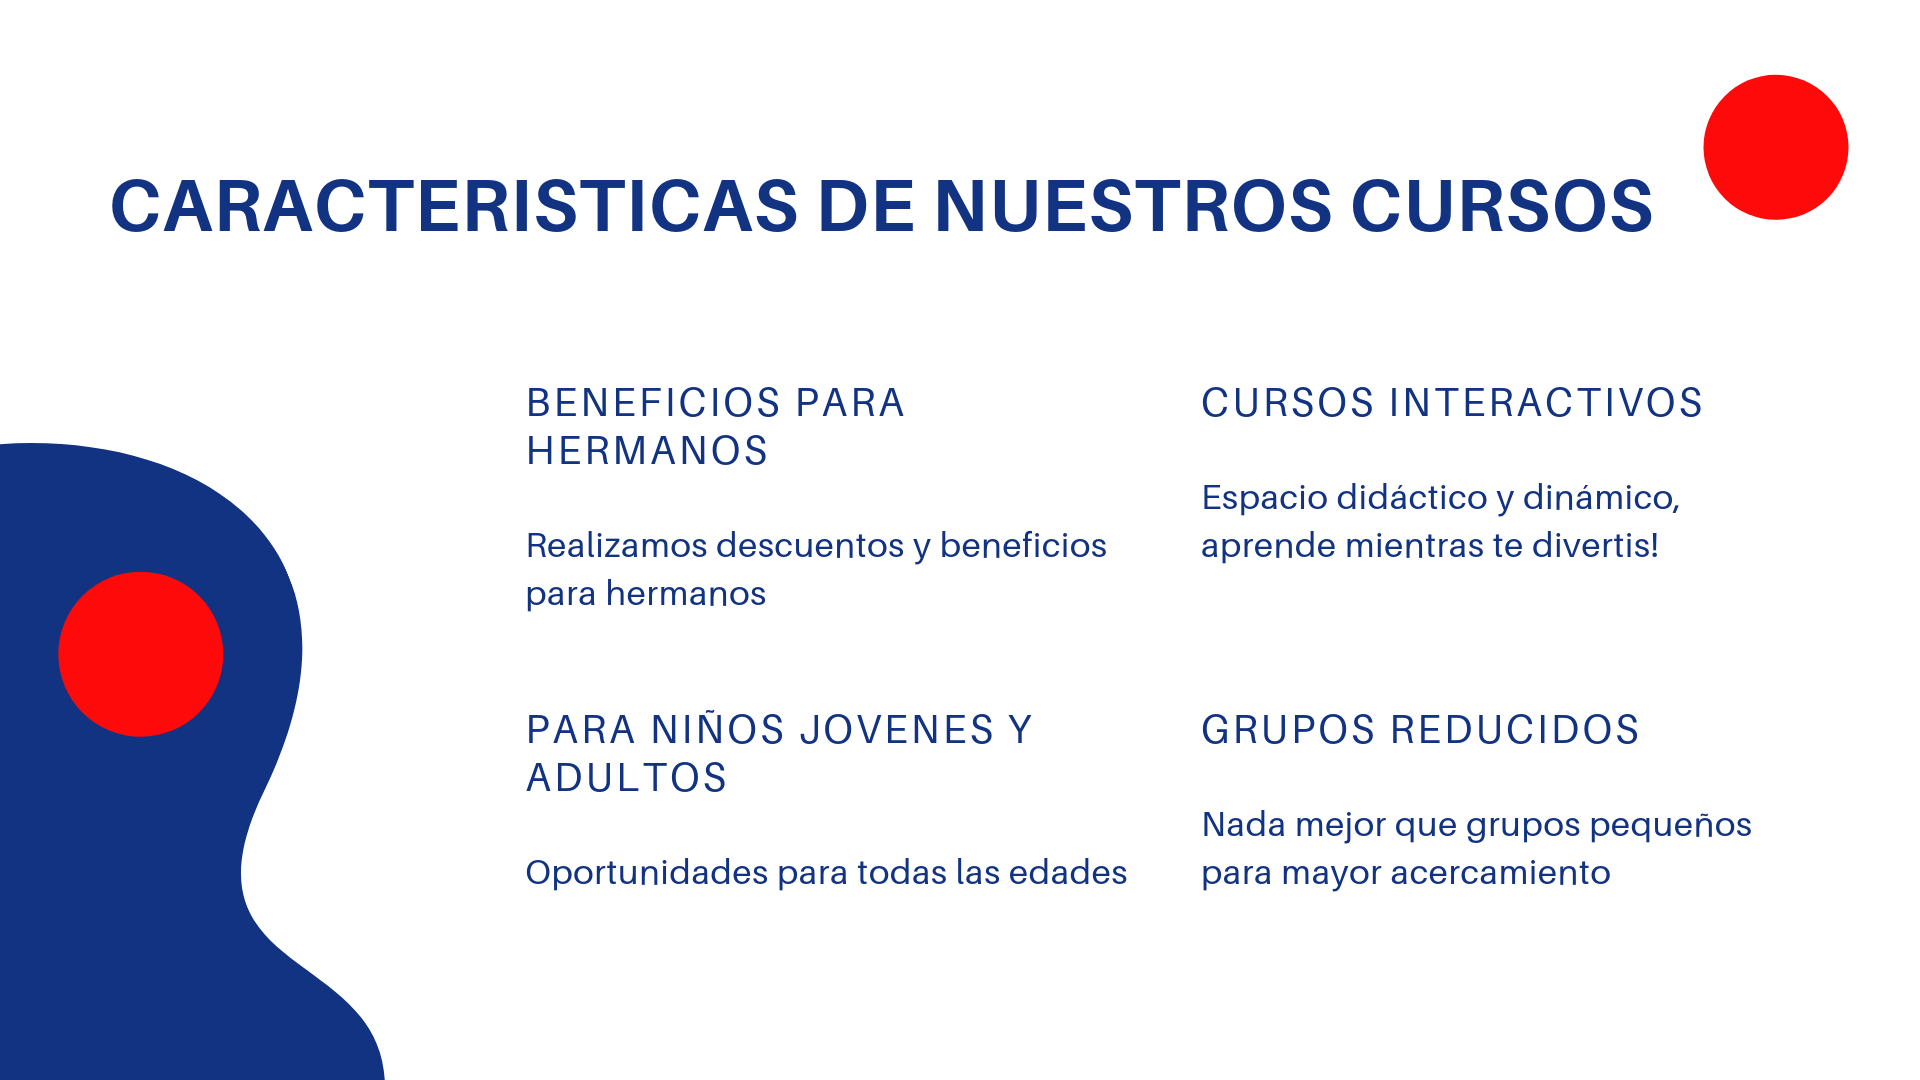 CARACTERISTICAS DE NUESTROS CURSOS
BENEFICIOS PARA
HERMANOS
Realizamos descuentos y beneficios
para hermanos
CURSOS INTERACTIVOS
Espacio didáctico y dinámico,
aprende mientras te divertis!
PARA NIÑOS JOVENES Y
ADULTOS
Oportunidades para todas las edades
GRUPOS REDUCIDOS
Nada mejor que grupos pequeños
para mayor acercamiento